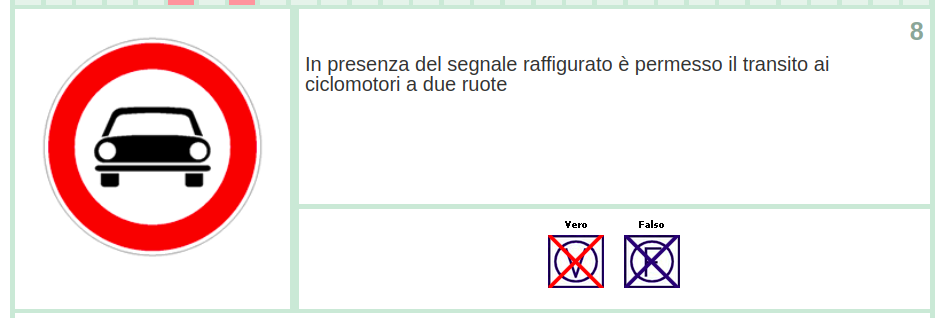 8
In presenza del segnale raffigurato è permesso il transito ai
ciclomotori a due ruote
Vero Falso
V F